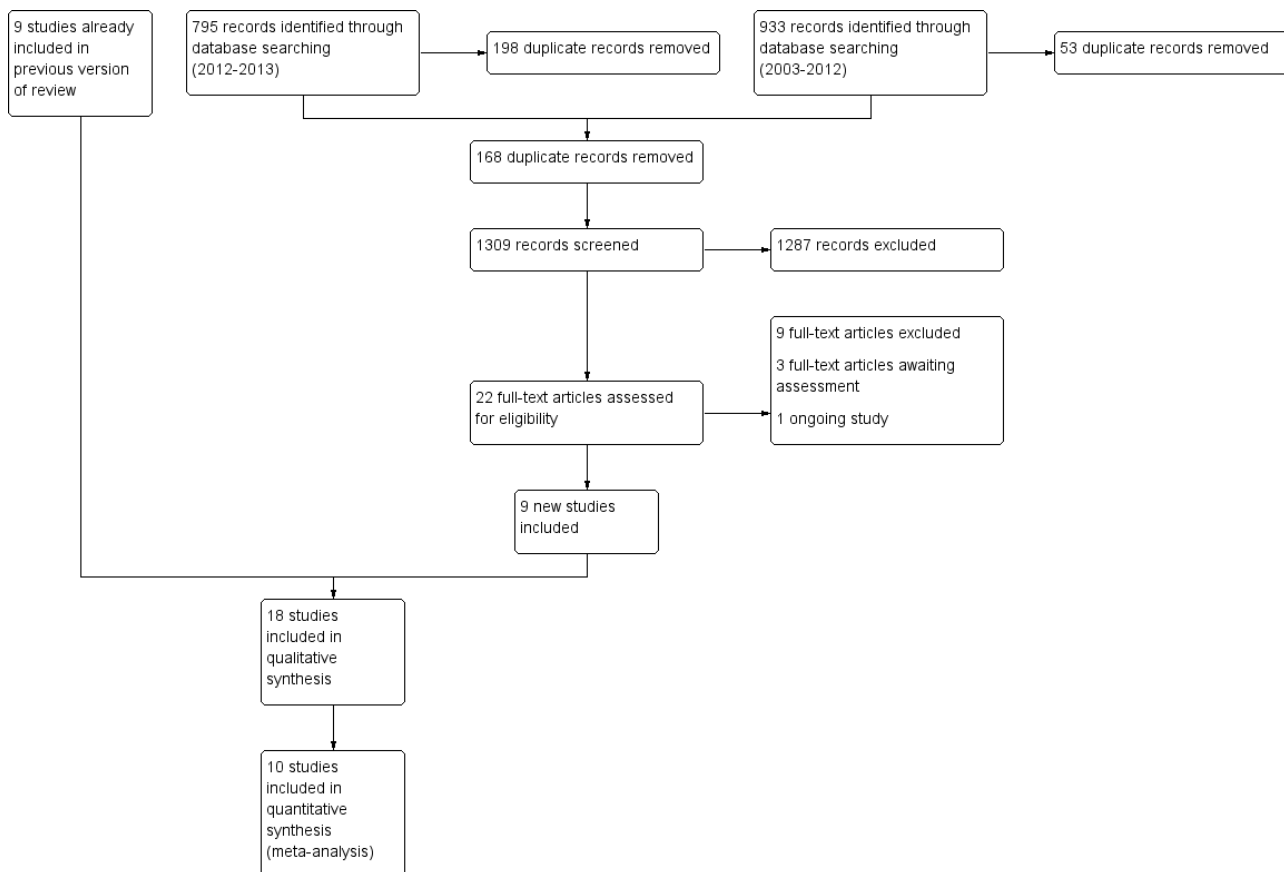 9 studies already
included in
previous version
of review
795 records identified through
database searching
(2012-2013)
198 duplicate records removed
933 records identified through
database searching
(2003-2012)
53 duplicate records removed
168 duplicate records removed
1309 records screened
1287 records excluded
22 full-text articles assessed
for eligibility
9 full-text articles excluded
3 full-text articles awaiting
assessment
1 ongoing study
9 new studies
included
18 studies
included in
qualitative
synthesis
10 studies
included in
quantitative
synthesis
(meta-analysis)